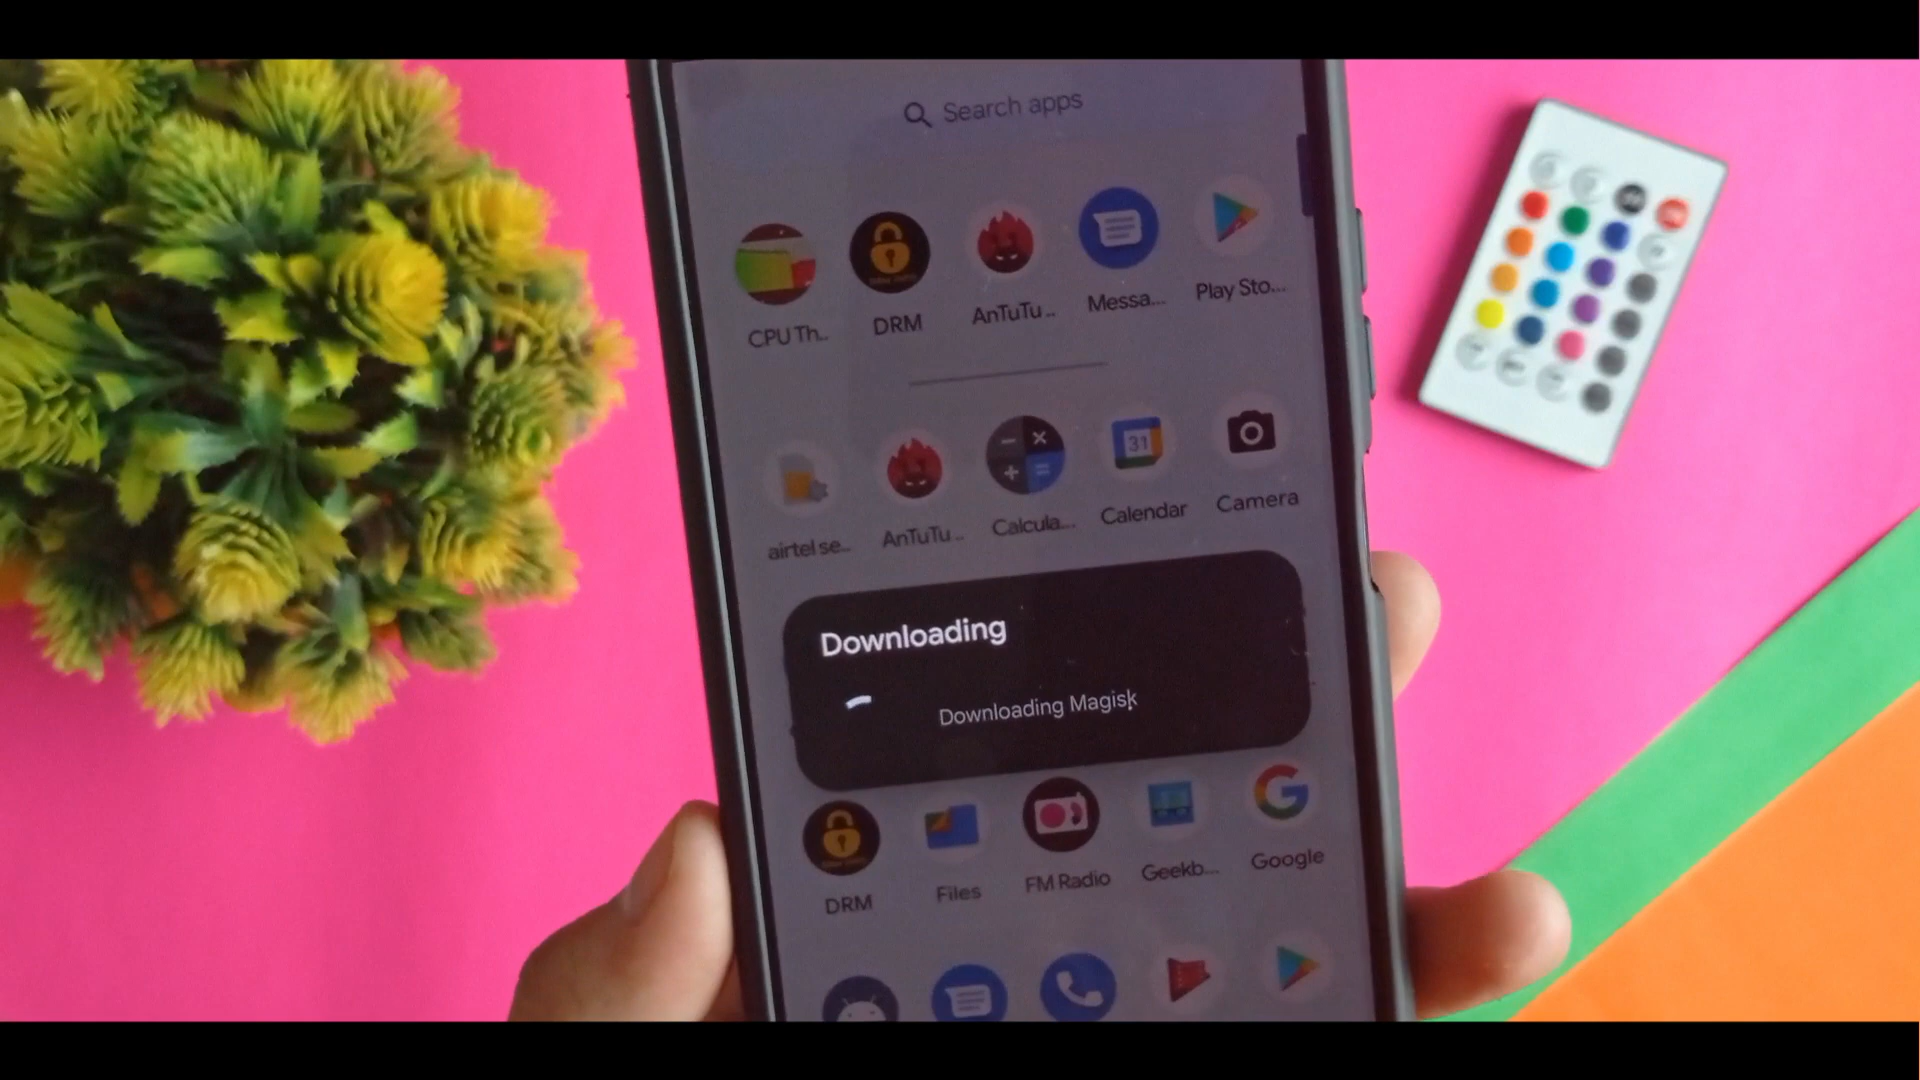 Search apps
CPU Th..
DRM
AnTuTu..
Messa...
Play Sto...
airtel se..
AnTuTu..
Calcula...
31
Calendar
Camera
Downloading
Downloading Magisk
DRM
Files
FM Radio
Geekb...
Google